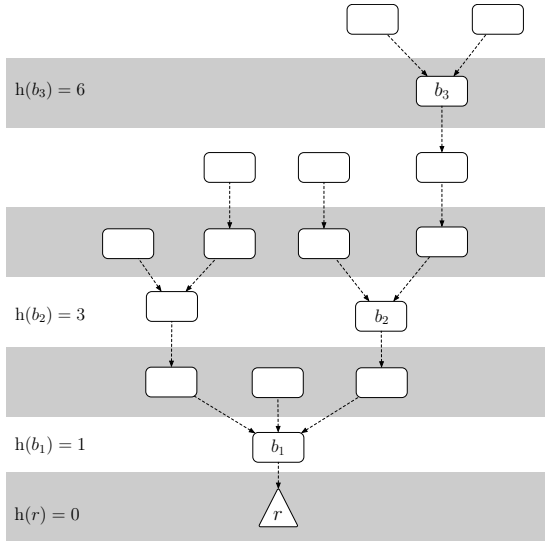 h(b₃) = 6
b₃
h(b₂) = 3
b₂
h(b₁) = 1
b₁
h(r) = 0
r